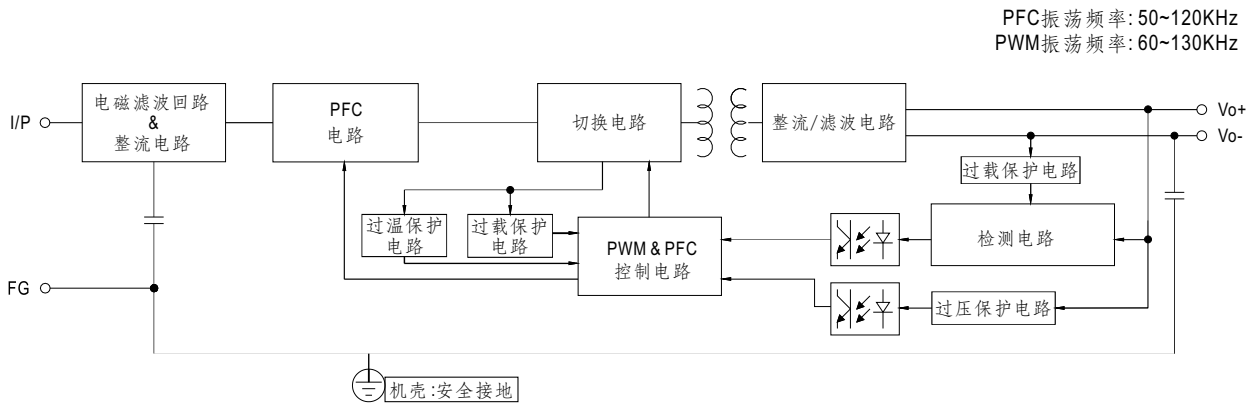 PFC振荡频率: 50~120KHz
PWM振荡频率: 60~130KHz
I/P
电磁滤波回路
&
整流电路
PFC
电路
切换电路
整流/滤波电路
Vo+
Vo-
过载保护电路
过温保护
电路
过载保护
电路
PWM & PFC
控制电路
检测电路
FG
过压保护电路
机壳:安全接地